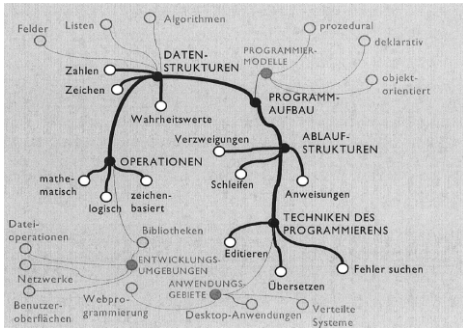 Algorithmen
Listen
Felder
prozedural
deklarativ
DATEN-
STRUKTUREN
PROGRAMMIER-
MODELLE
objekt-
orientiert
Zahlen
Zeichen
Wahrheitswerte
PROGRAMM-
AUFBAU
Verzweigungen
ABLAUF-
STRUKTUREN
OPERATIONEN
mathe-
matisch
logisch
zeichen-
basiert
Schleifen
Anweisungen
TECHNIKEN DES
PROGRAMMIERENS
Bibliotheken
Datei-
operationen
Editieren
ENTWICKLUNGS-
UMGEBUNGEN
Netzwerke
Fehler suchen
Übersetzen
ANWENDUNGS-
GEBIETE
Benutzer-
oberflächen
Webpro-
grammierung
Desktop-Anwendungen
Verteilte
Systeme